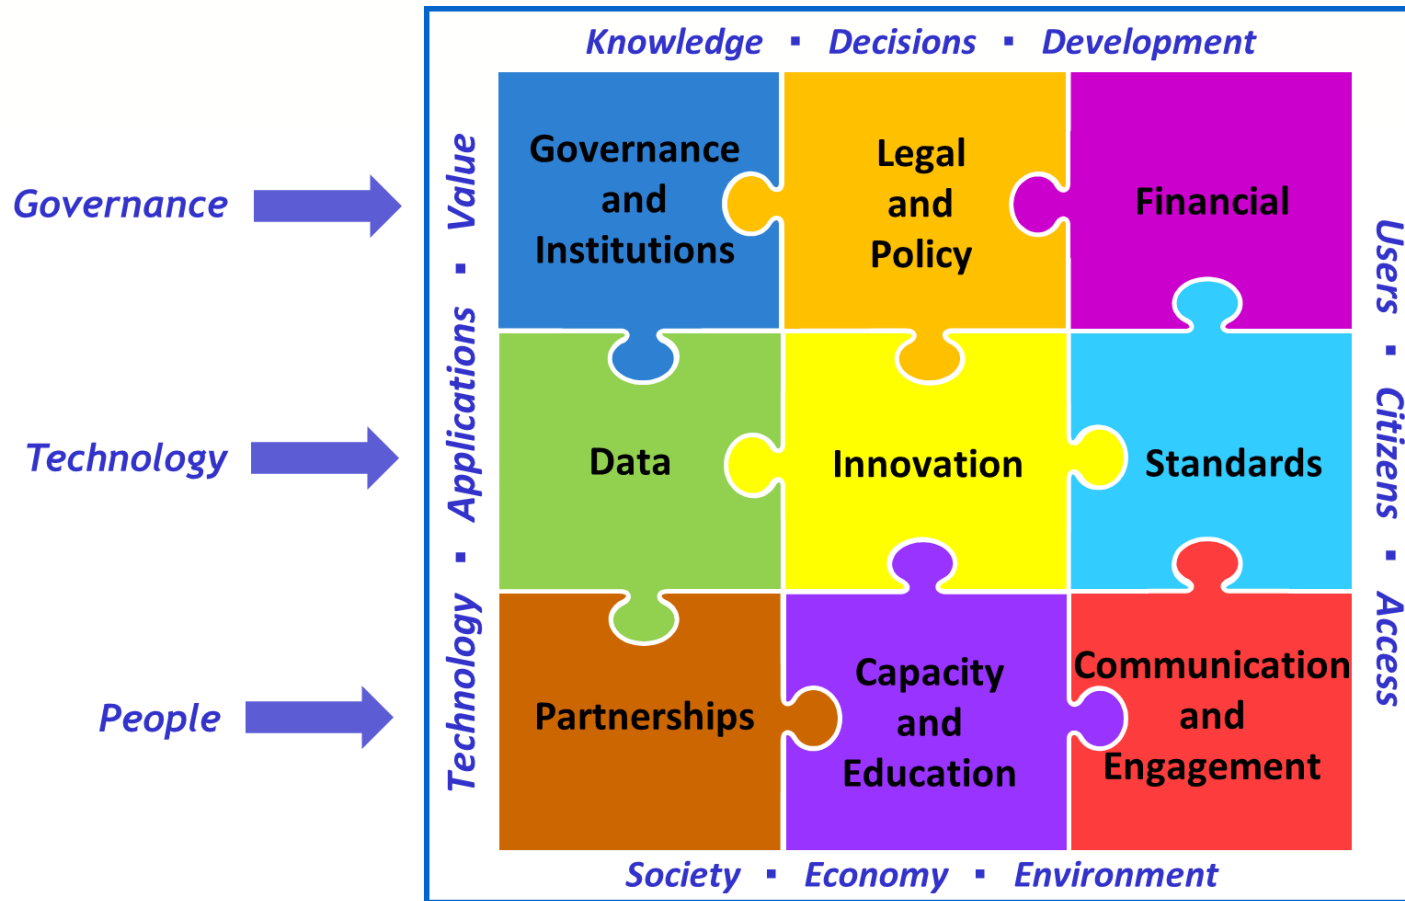 Knowledge ▪ Decisions ▪ Development
Governance
Technology
People
Technology ▪ Applications ▪ Value
Governance
and
Institutions
Legal
and
Policy
Financial
Data
Innovation
Standards
Partnerships
Capacity
and
Education
Communication
and
Engagement
Users ▪ Citizens ▪ Access
Society ▪ Economy ▪ Environment